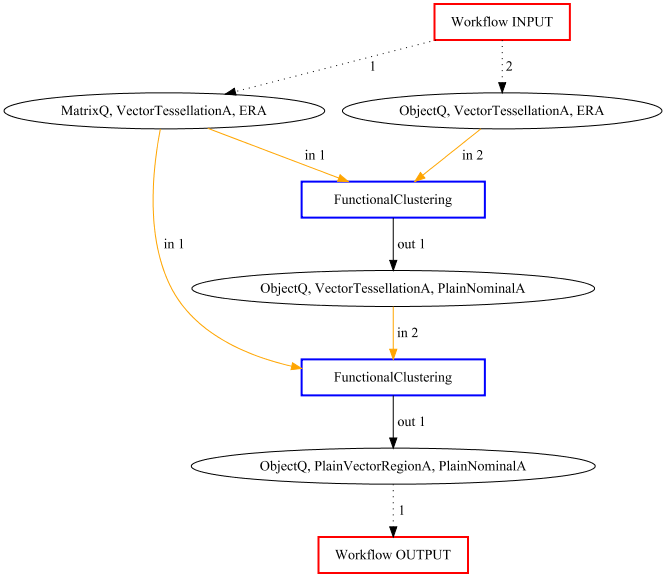 Workflow INPUT
1
2
MatrixQ, VectorTessellationA, ERA
ObjectQ, VectorTessellationA, ERA
in 1
in 2
FunctionalClustering
in 1
out 1
ObjectQ, VectorTessellationA, PlainNominalA
in 2
FunctionalClustering
out 1
ObjectQ, PlainVectorRegionA, PlainNominalA
1
Workflow OUTPUT